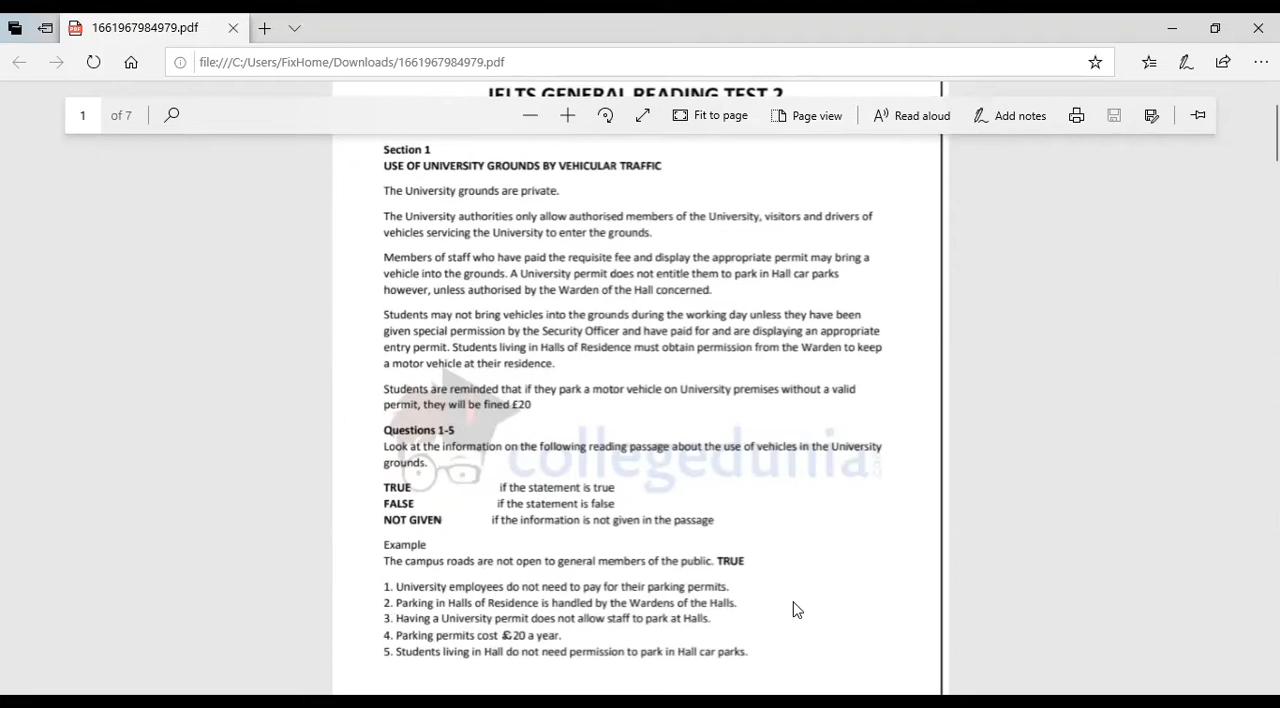 1661967984979.pdf
file:///C:/Users/FixHome/Downloads/1661967984979.pdf
IELTS GENERAL READING TEST 2
1 of 7
Fit to page
Page view
Read aloud
Add notes
Section 1
USE OF UNIVERSITY GROUNDS BY VEHICULAR TRAFFIC
The University grounds are private.
The University authorities only allow authorised members of the University, visitors and drivers of
vehicles servicing the University to enter the grounds.
Members of staff who have paid the requisite fee and display the appropriate permit may bring a
vehicle into the grounds. A University permit does not entitle them to park in Hall car parks
however, unless authorised by the Warden of the Hall concerned.
Students may not bring vehicles into the grounds during the working day unless they have been
given special permission by the Security Officer and have paid for and are displaying an appropriate
entry permit. Students living in Halls of Residence must obtain permission from the Warden to keep
a motor vehicle at their residence.
Students are reminded that if they park a motor vehicle on University premises without a valid
permit, they will be fined £20
Questions 1-5
Look at the information on the following reading passage about the use of vehicles in the University
grounds.
collegedunia
.com
TRUE if the statement is true
FALSE if the statement is false
NOT GIVEN if the information is not given in the passage
Example
The campus roads are not open to general members of the public. TRUE
1. University employees do not need to pay for their parking permits.
2. Parking in Halls of Residence is handled by the Wardens of the Halls.
3. Having a University permit does not allow staff to park at Halls.
4. Parking permits cost £20 a year.
5. Students living in Hall do not need permission to park in Hall car parks.